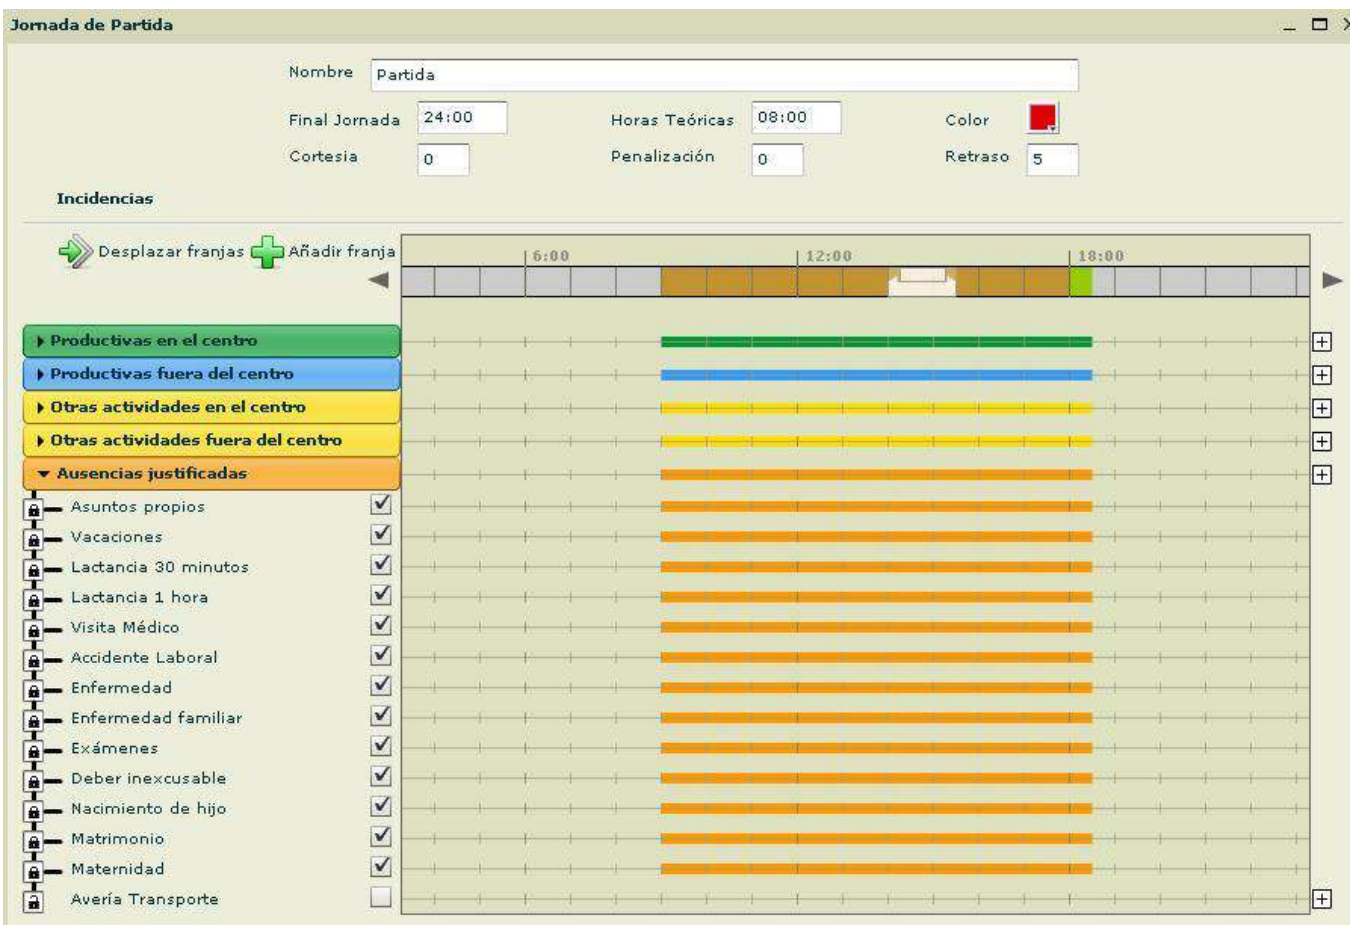 Jornada de Partida
Nombre Partida
Final Jornada 24:00 Horas Teóricas 08:00 Color
Cortesia 0 Penalización 0 Retraso 5
Incidencias
Desplazar franjas Añadir franja
6:00 12:00 18:00
Productivas en el centro
Productivas fuera del centro
Otras actividades en el centro
Otras actividades fuera del centro
Ausencias justificadas
Asuntos propios
Vacaciones
Lactancia 30 minutos
Lactancia 1 hora
Visita Médico
Accidente Laboral
Enfermedad
Enfermedad familiar
Exámenes
Deber inexcusable
Nacimiento de hijo
Matrimonio
Maternidad
Avería Transporte